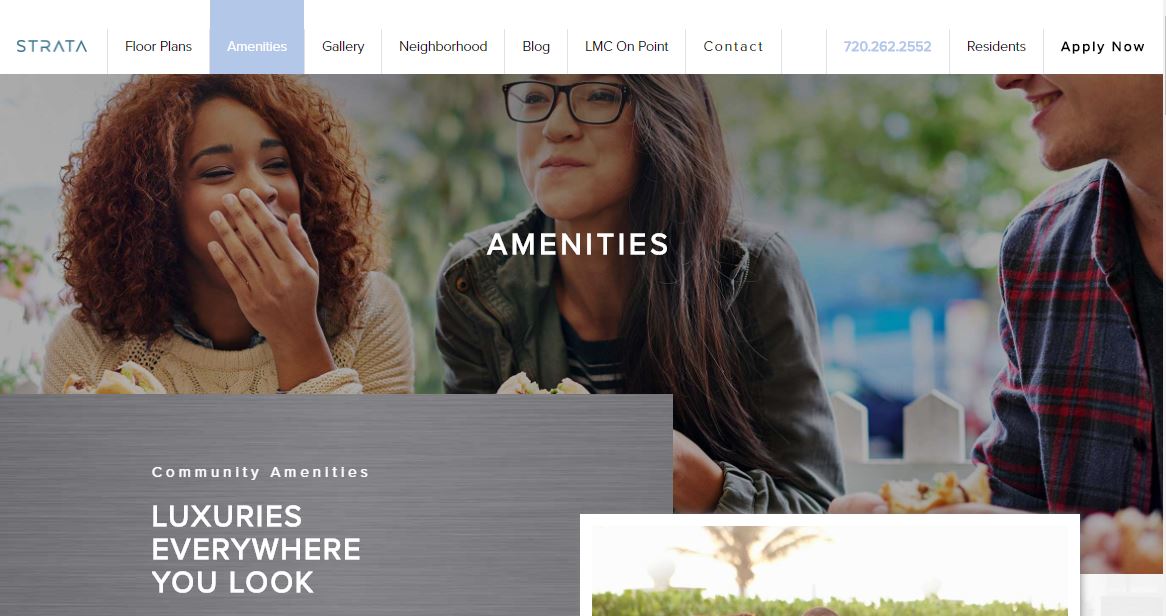 STRATA
Floor Plans
Amenities
Gallery
Neighborhood
Blog
LMC On Point
Contact
720.262.2552
Residents
Apply Now
AMENITIES
Community Amenities
LUXURIES
EVERYWHERE
YOU LOOK